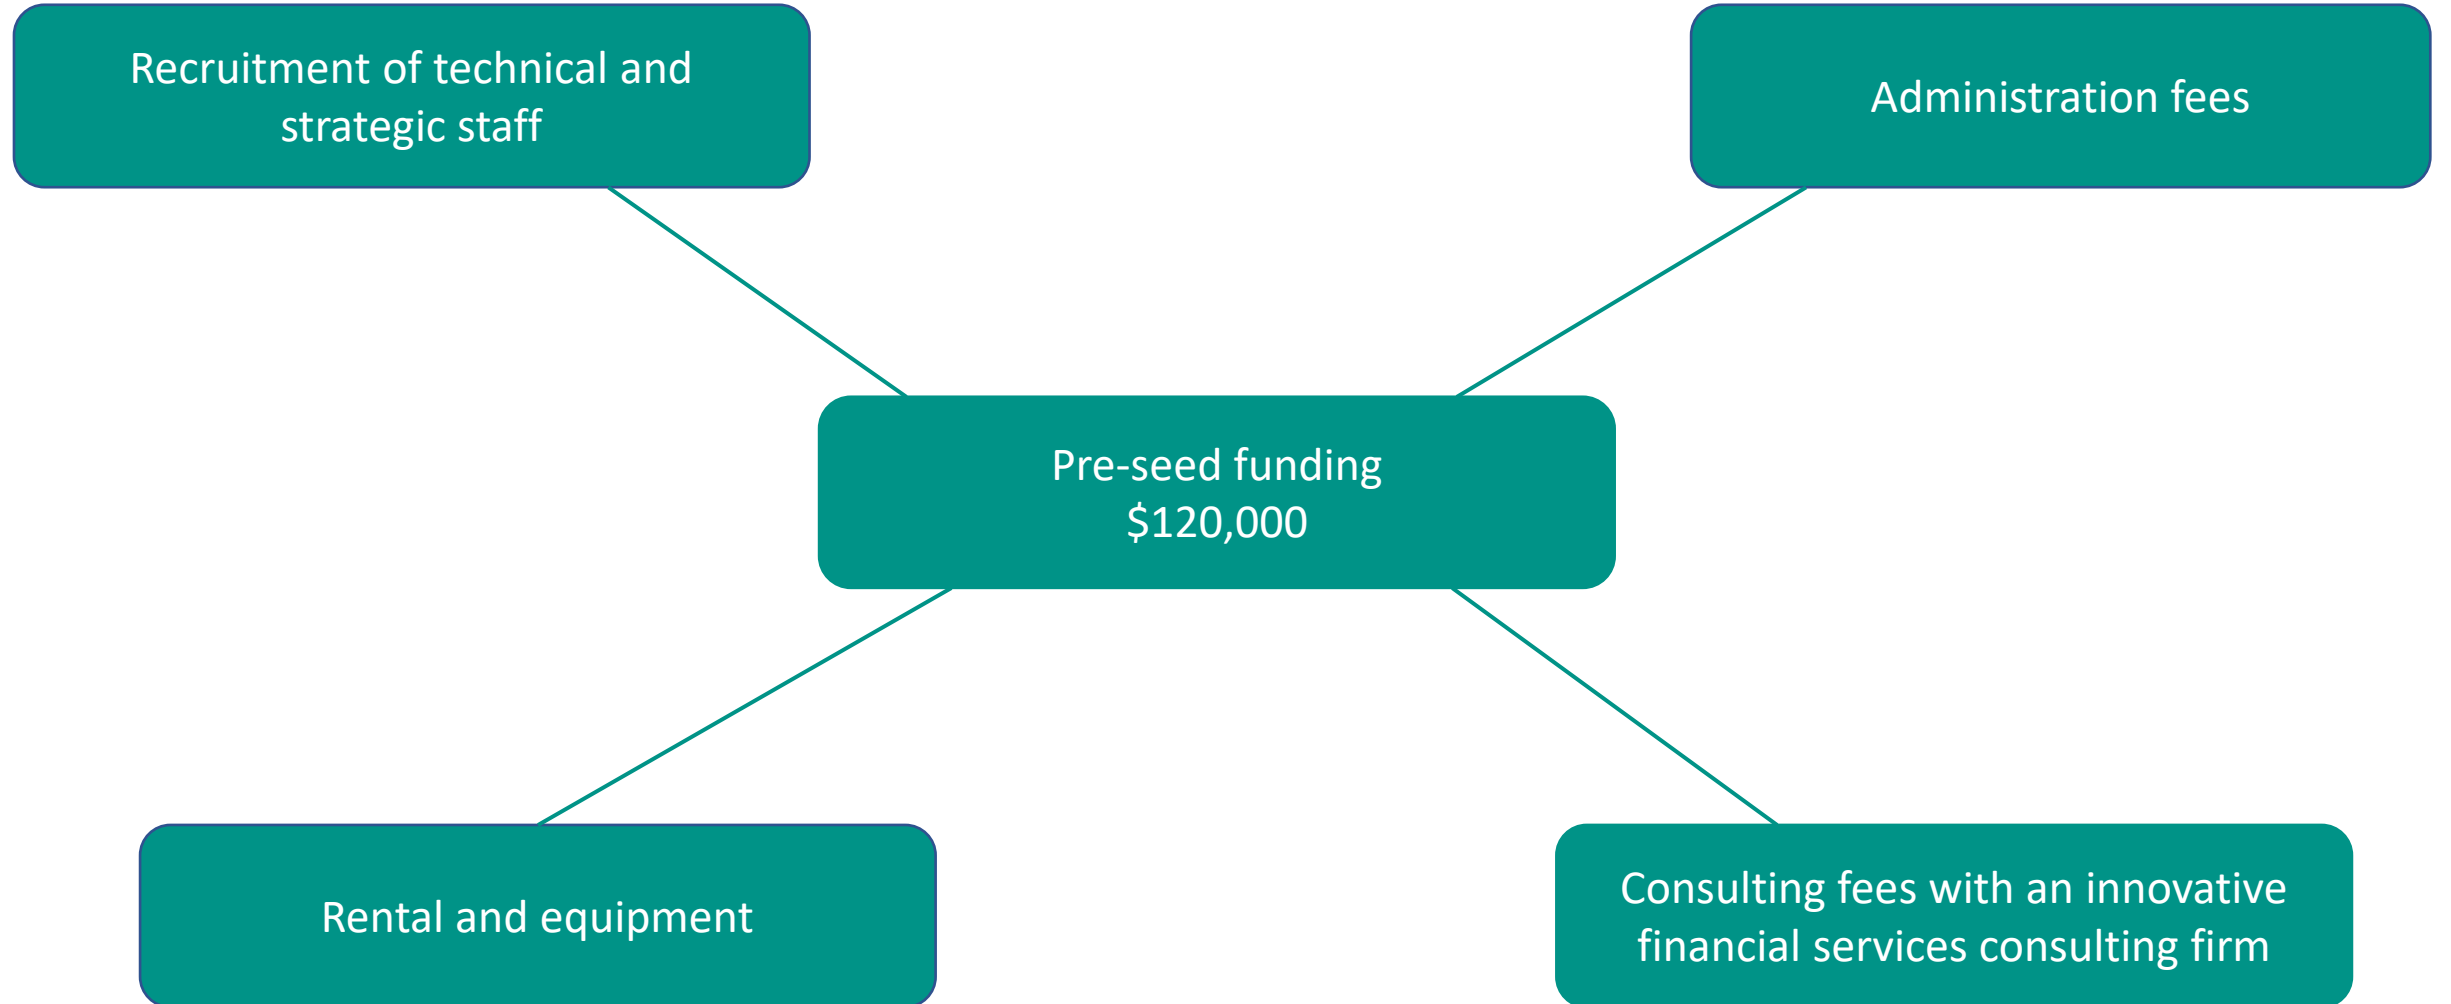 Recruitment of technical and
strategic staff
Administration fees
Pre-seed funding
$120,000
Rental and equipment
Consulting fees with an innovative
financial services consulting firm